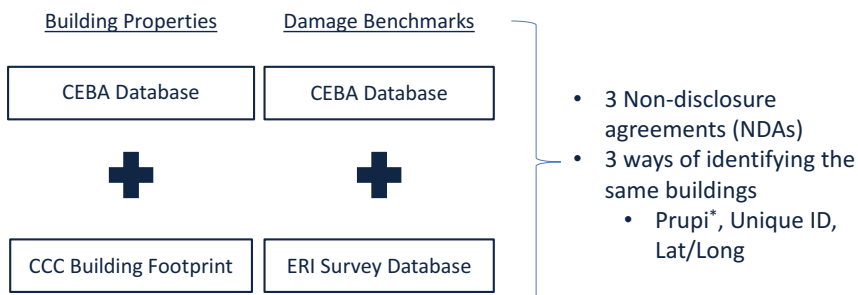 Building Properties
Damage Benchmarks
CEBA Database
CEBA Database
CCC Building Footprint
ERI Survey Database
• 3 Non-disclosure
agreements (NDAs)
• 3 ways of identifying the
same buildings
• Prupi*, Unique ID,
Lat/Long